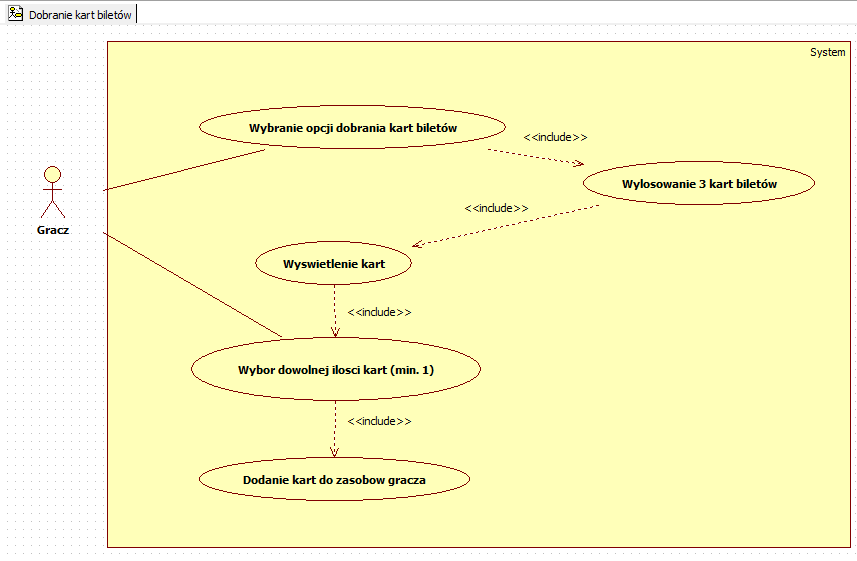 Dobranie kart biletów
System
Wybranie opcji dobrania kart biletów
<<include>>
Wylosowanie 3 kart biletów
<<include>>
Gracz
Wyswietlenie kart
<<include>>
Wybor dowolnej ilosci kart (min. 1)
<<include>>
Dodanie kart do zasobow gracza